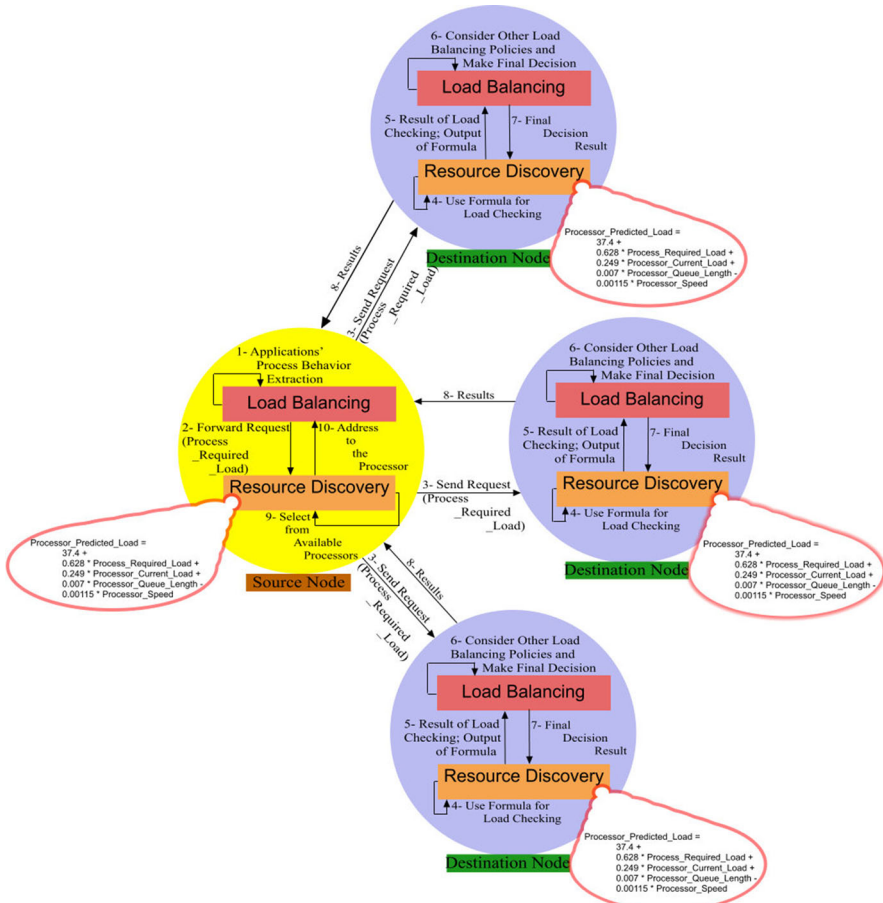 6- Consider Other Load
Balancing Policies and
Make Final Decision
Load Balancing
5- Result of Load
Checking; Output
of Formula
7- Final
Decision
Result
Resource Discovery
4- Use Formula for
Load Checking
Destination Node
Processor_Predicted_Load =
37.4 +
0.628 * Process_Required_Load +
0.249 * Processor_Current_Load +
0.007 * Processor_Queue_Length -
0.00115 * Processor_Speed
8- Results
3- Send Request
(Process
_Required
_Load)
1- Applications’
Process Behavior
Extraction
Load Balancing
2- Forward Request
(Process
_Required
_Load)
10- Address
to
the
Processor
Resource Discovery
9- Select
from
Available
Processors
Source Node
Processor_Predicted_Load =
37.4 +
0.628 * Process_Required_Load +
0.249 * Processor_Current_Load +
0.007 * Processor_Queue_Length -
0.00115 * Processor_Speed
8- Results
3- Send Request
(Process
_Required
_Load)
6- Consider Other Load
Balancing Policies and
Make Final Decision
Load Balancing
5- Result of Load
Checking; Output
of Formula
7- Final
Decision
Result
Resource Discovery
4- Use Formula for
Load Checking
Destination Node
Processor_Predicted_Load =
37.4 +
0.628 * Process_Required_Load +
0.249 * Processor_Current_Load +
0.007 * Processor_Queue_Length -
0.00115 * Processor_Speed
8- Results
3- Send Request
(Process
_Required
_Load)
6- Consider Other Load
Balancing Policies and
Make Final Decision
Load Balancing
5- Result of Load
Checking; Output
of Formula
7- Final
Decision
Result
Resource Discovery
4- Use Formula for
Load Checking
Destination Node
Processor_Predicted_Load =
37.4 +
0.628 * Process_Required_Load +
0.249 * Processor_Current_Load +
0.007 * Processor_Queue_Length -
0.00115 * Processor_Speed